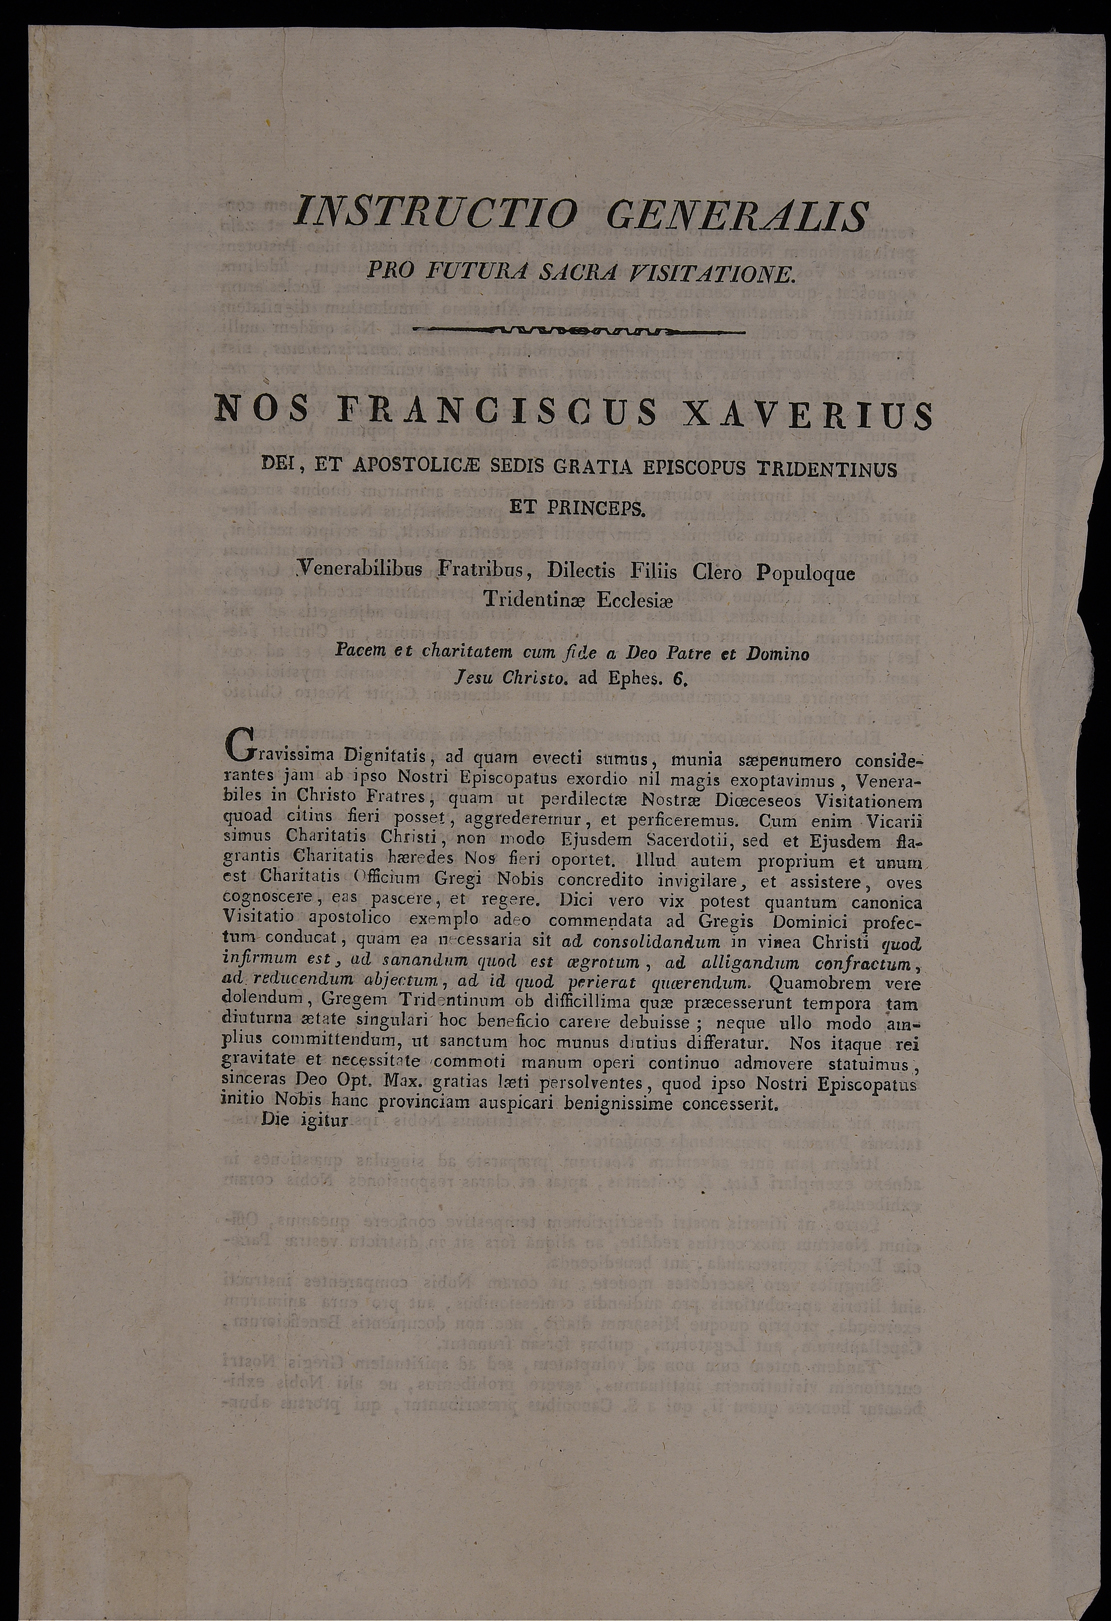 INSTRUCTIO GENERALIS
PRO FUTURA SACRA VISITATIONE.
NOS FRANCISCUS XAVERIUS
DEI, ET APOSTOLICÆ SEDIS GRATIA EPISCOPUS TRIDENTINUS
ET PRINCEPS.
Venerabilibus Fratribus, Dilectis Filiis Clero Populoque
Tridentinæ Ecclesiæ
Pacem et charitatem cum fide a Deo Patre et Domino
Jesu Christo. ad Ephes. 6.
Gravissima Dignitatis, ad quam evecti sumus, munia sæpenumero conside-
rantes jam ab ipso Nostri Episcopatus exordio nil magis exoptavimus, Venera-
biles in Christo Fratres, quam ut perdilectæ Nostræ Diœceseos Visitationem
quoad citius fieri posset, aggrederemur, et perficeremus. Cum enim Vicarii
simus Charitatis Christi, non modo Ejusdem Sacerdotii, sed et Ejusdem fla-
grantis Charitatis hæredes Nos fieri oportet. Illud autem proprium et unum
est Charitatis Officium Gregi Nobis concredito invigilare, et assistere, oves
cognoscere, eas pascere, et regere. Dici vero vix potest quantum canonica
Visitatio apostolico exemplo adeo commendata ad Gregis Dominici profec-
tum conducat, quam ea necessaria sit ad consolidandum in vinea Christi quod
infirmum est, ad sanandum quod est ægrotum, ad alligandum confractum,
ad reducendum abjectum, ad id quod perierat quærendum. Quamobrem vere
dolendum, Gregem Tridentinum ob difficillima quæ præcesserunt tempora tam
diuturna ætate singulari hoc beneficio carere debuisse; neque ullo modo am-
plius committendum, ut sanctum hoc munus diutius differatur. Nos itaque rei
gravitate et necessitate commoti manum operi continuo admovere statuimus,
sinceras Deo Opt. Max. gratias læti persolventes, quod ipso Nostri Episcopatus
initio Nobis hanc provinciam auspicari benignissime concesserit.
Die igitur